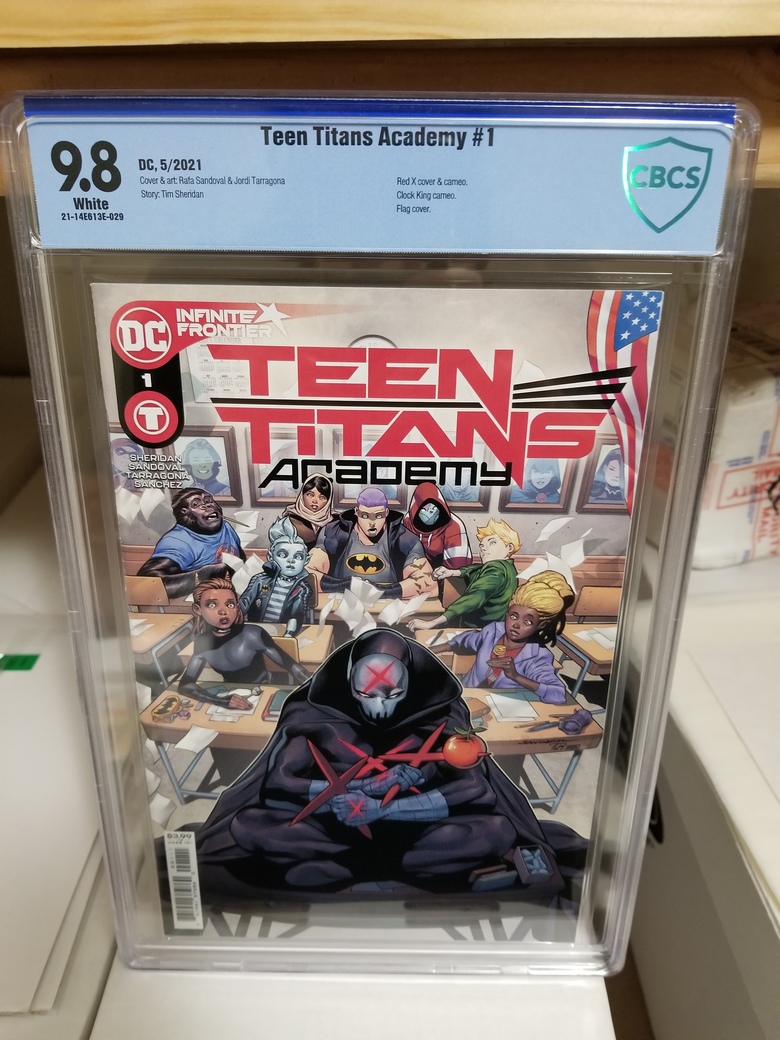 Teen Titans Academy #1
9.8
White
21-14E613E-029
DC, 5/2021
Cover & art: Rafa Sandoval & Jordi Tarragona
Story: Tim Sheridan
Red X cover & cameo.
Clock King cameo.
Flag cover.
CBCS
DC
INFINITE
FRONTIER
1
T
SHERIDAN
SANDOVAL
TARRAGONA
SANCHEZ
TEEN
TITANS
Academy
$3.99